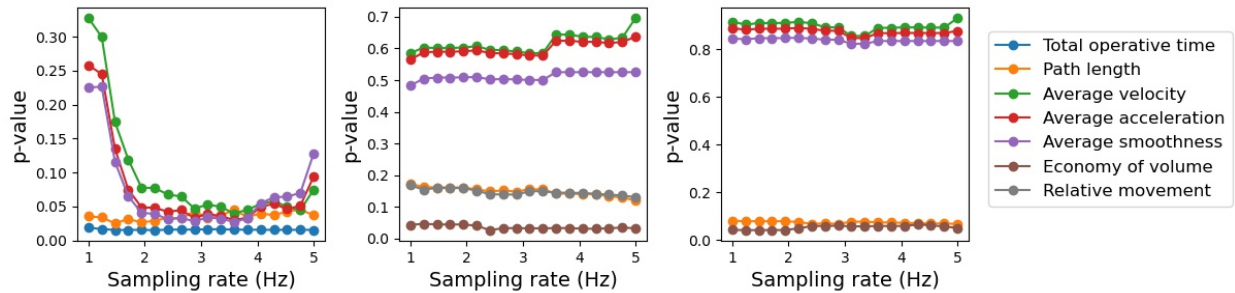 p-value
0.30
0.25
0.20
0.15
0.10
0.05
0.00
1 2 3 4 5
Sampling rate (Hz)
p-value
0.7
0.6
0.5
0.4
0.3
0.2
0.1
0.0
1 2 3 4 5
Sampling rate (Hz)
p-value
0.8
0.6
0.4
0.2
0.0
1 2 3 4 5
Sampling rate (Hz)
Total operative time
Path length
Average velocity
Average acceleration
Average smoothness
Economy of volume
Relative movement